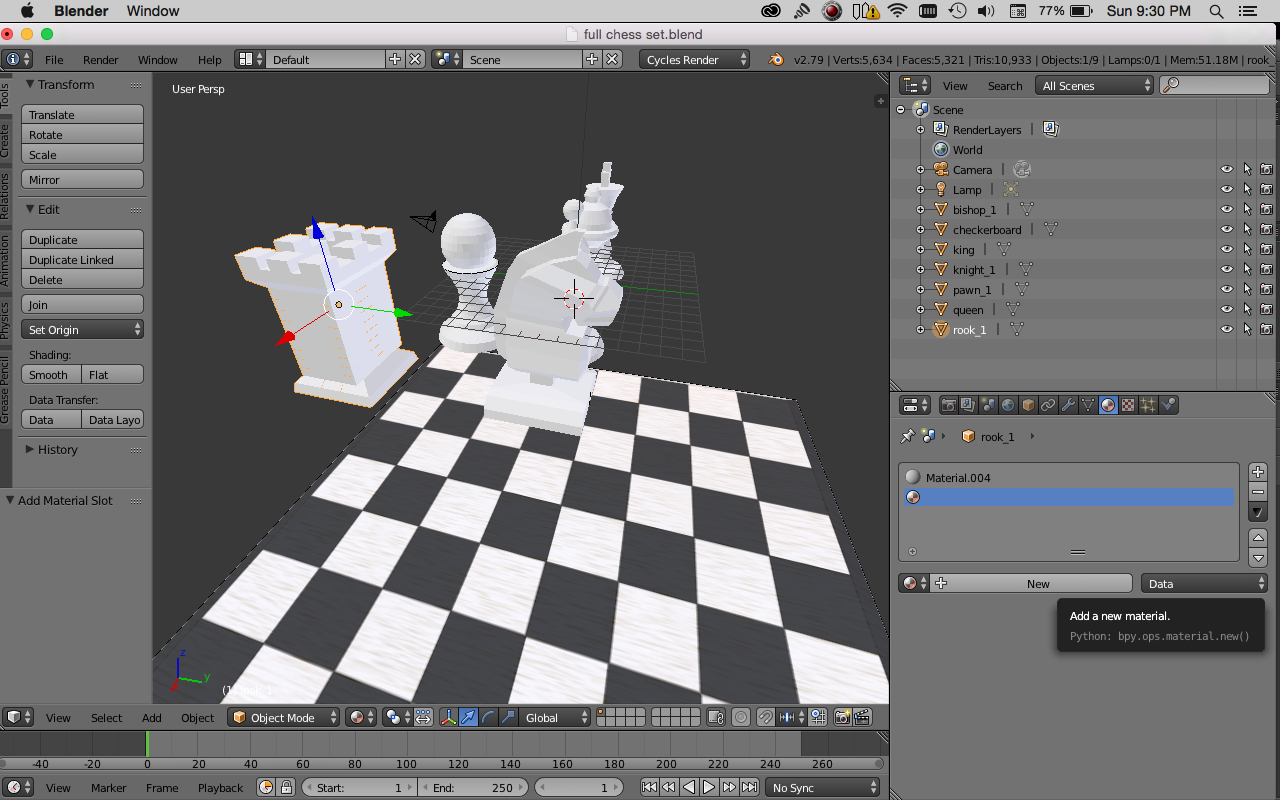 Blender Window 77% Sun 9:30 PM
full chess set.blend
File Render Window Help Default Scene Cycles Render v2.79 | Verts:5,634 | Faces:5,321 | Tris:10,933 | Objects:1/9 | Lamps:0/1 | Mem:51.18M | rook_
Tools
Create
Relations
Animation
Physics
Grease Pencil
Transform
Translate
Rotate
Scale
Mirror
Edit
Duplicate
Duplicate Linked
Delete
Join
Set Origin
Shading:
Smooth Flat
Data Transfer:
Data Data Layo
History
Add Material Slot
User Persp
z
y
View Select Add Object Object Mode Global
-40 -20 0 20 40 60 80 100 120 140 160 180 200 220 240 260
View Marker Frame Playback Start: 1 End: 250 1 No Sync
View Search All Scenes
Scene
RenderLayers
World
Camera
Lamp
bishop_1
checkerboard
king
knight_1
pawn_1
queen
rook_1
rook_1
Material.004
New Data
Add a new material.
Python: bpy.ops.material.new()